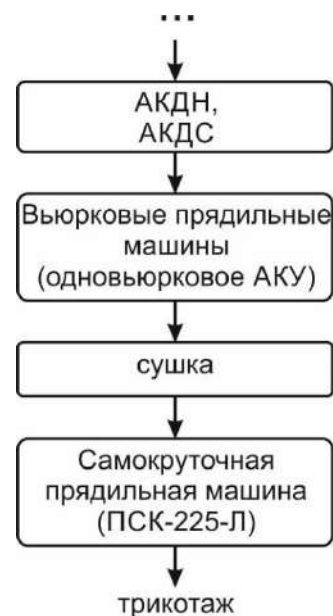 ...
АКДН,
АКДС
Вьюрковые прядильные
машины
(одновьюрковое АКУ)
сушка
Самокруточная
прядильная машина
(ПСК-225-Л)
трикотаж